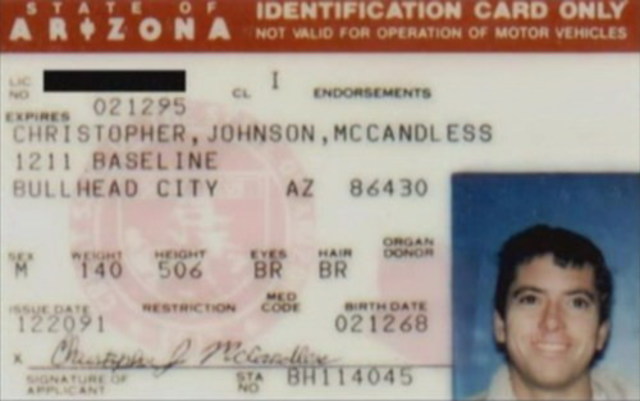 STATE OF
ARIZONA
IDENTIFICATION CARD ONLY
NOT VALID FOR OPERATION OF MOTOR VEHICLES
LIC NO
CL I ENDORSEMENTS
EXPIRES 021295
CHRISTOPHER,JOHNSON,MCCANDLESS
1211 BASELINE
BULLHEAD CITY AZ 86430
SEX WEIGHT HEIGHT EYES HAIR ORGAN DONOR
M 140 506 BR BR
ISSUE DATE RESTRICTION MED CODE BIRTH DATE
122091 021268
X Christopher J McCandless
SIGNATURE OF APPLICANT STA NO BH114045